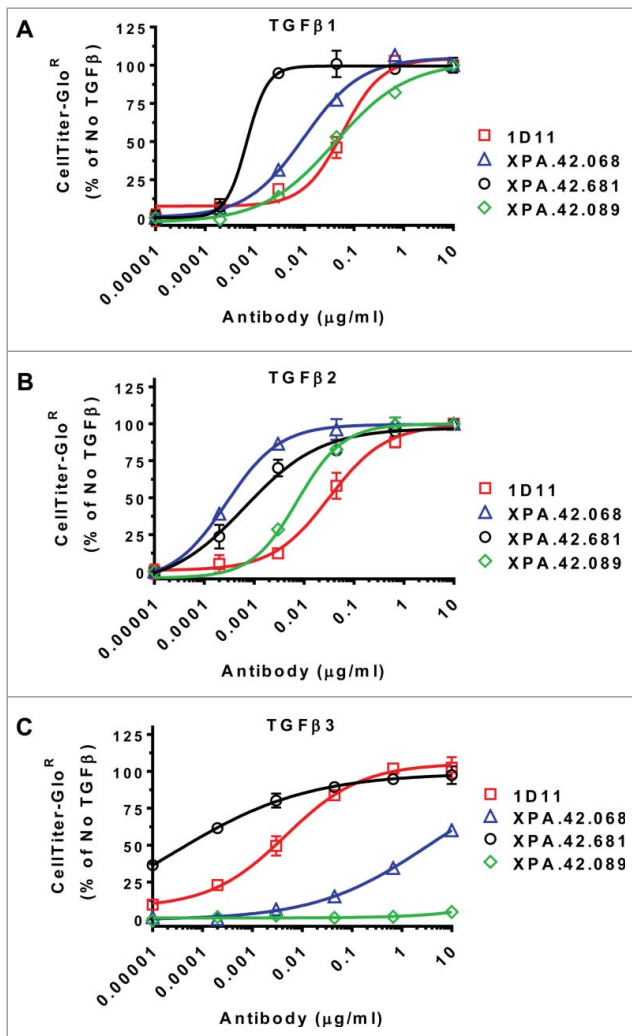 A
TGFβ1
CellTiter-Glo^R
(% of No TGFβ)
125
100
75
50
25
0
0.00001
0.0001
0.001
0.01
0.1
1
10
Antibody (μg/ml)
1D11
XPA.42.068
XPA.42.681
XPA.42.089
B
TGFβ2
CellTiter-Glo^R
(% of No TGFβ)
125
100
75
50
25
0
0.00001
0.0001
0.001
0.01
0.1
1
10
Antibody (μg/ml)
1D11
XPA.42.068
XPA.42.681
XPA.42.089
C
TGFβ3
CellTiter-Glo^R
(% of No TGFβ)
125
100
75
50
25
0
0.00001
0.0001
0.001
0.01
0.1
1
10
Antibody (μg/ml)
1D11
XPA.42.068
XPA.42.681
XPA.42.089